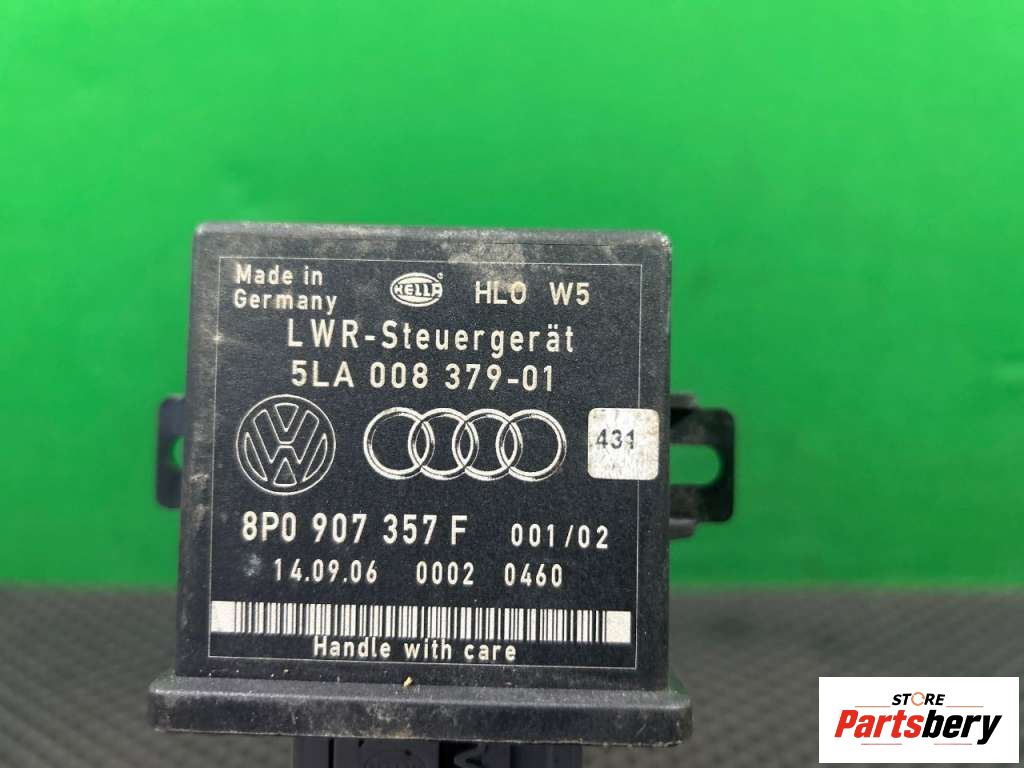 Made in
Germany
HELLA
HLO W5
LWR-Steuergerät
5LA 008 379-01
431
8P0 907 357 F 001/02
14.09.06 0002 0460
Handle with care
STORE
Partsbery